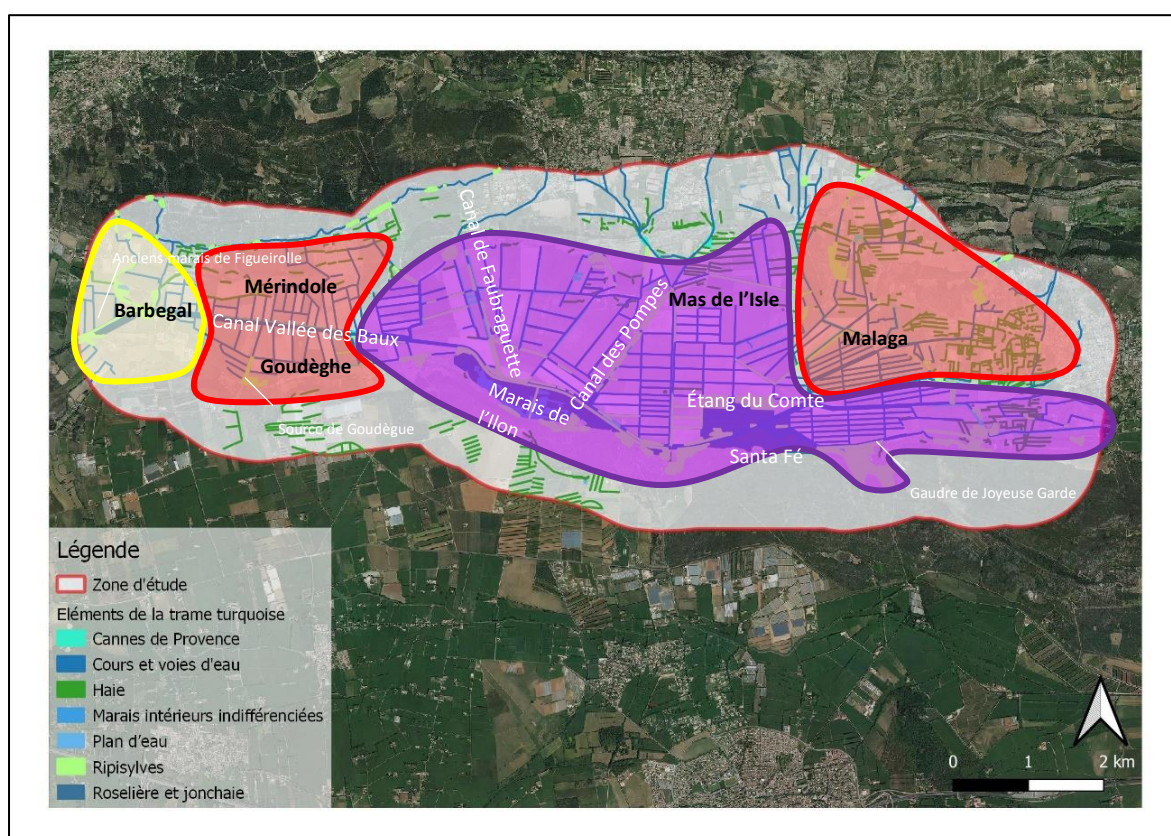 Canal de Faubraguette
Anciens marais de Figueirolle
Mérindole
Barbegal
Mas de l'Isle
Canal Vallée des Baux
Canal des Pompes
Malaga
Goudèghe
Marais de
l'Ilon
Étang du Comte
Source de Goudègue
Santa Fé
Gaudre de Joyeuse Garde
Légende
Zone d'étude
Eléments de la trame turquoise
Cannes de Provence
Cours et voies d'eau
Haie
Marais intérieurs indifférenciées
Plan d'eau
Ripisylves
Roselière et jonchaie
0 1 2 km